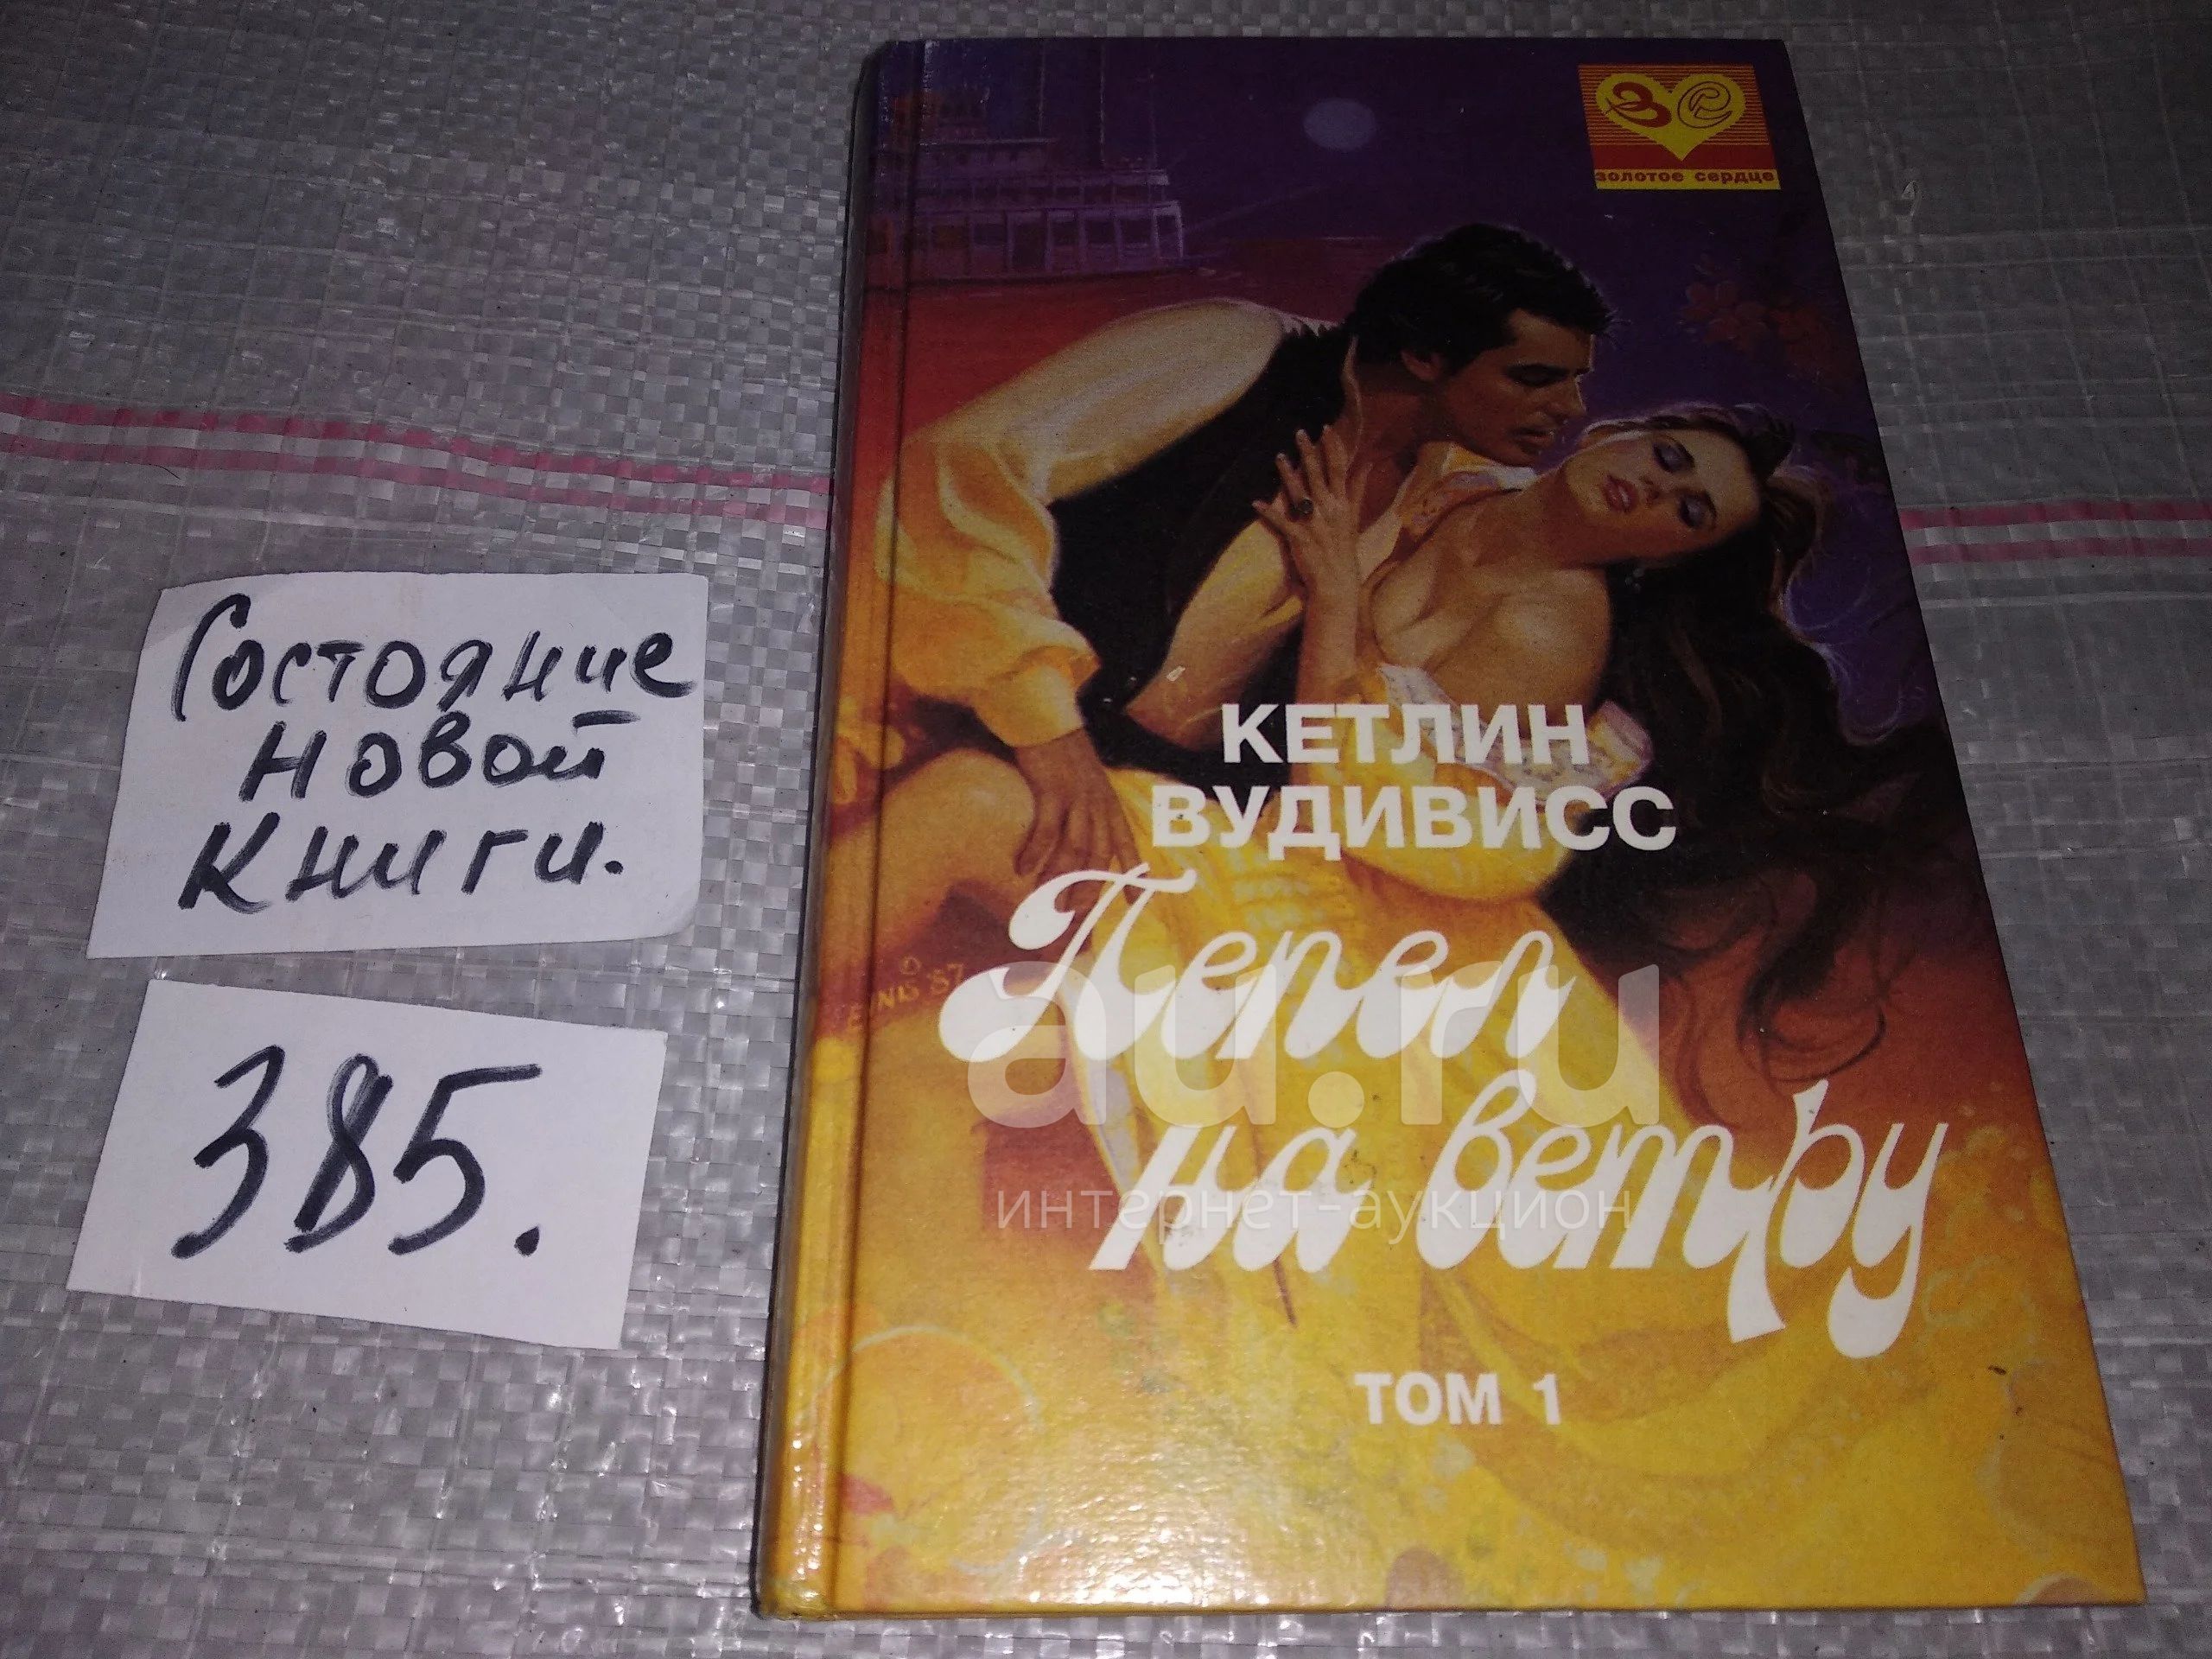 Состояние
новой
книги.
385.
золотое сердце
КЕТЛИН
ВУДИВИСС
Пепел
на ветру
ТОМ 1
au.ru
интернет-аукцион